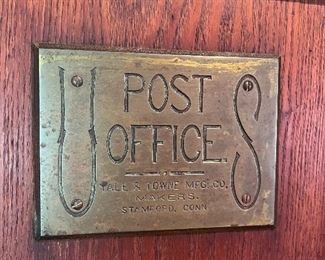 U POST S
OFFICE
YALE & TOWNE MFG. CO.
MAKERS.
STAMFORD, CONN